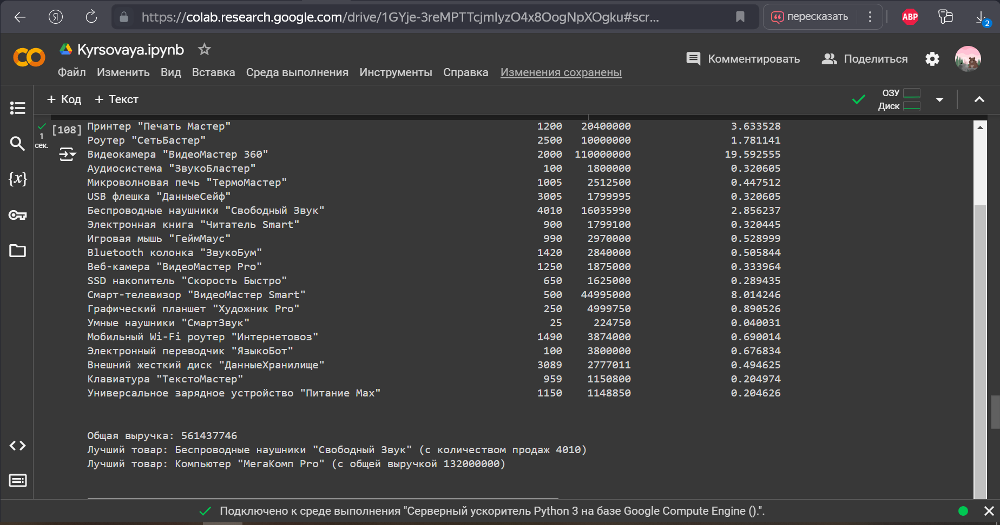 https://colab.research.google.com/drive/1GYje-3reMPTTcjmlyzO4x8OogNpXOgku#scr...
пересказать
ABP
2
Kyrsovaya.ipynb
Комментировать
Поделиться
Файл Изменить Вид Вставка Среда выполнения Инструменты Справка Изменения сохранены
+ Код + Текст
ОЗУ
Диск
1
сек.
[108]
Принтер "Печать Мастер" 1200 20400000 3.633528
Роутер "СетьБастер" 2500 10000000 1.781141
Видеокамера "ВидеоМастер 360" 2000 110000000 19.592555
Аудиосистема "ЗвукоБластер" 100 1800000 0.320605
Микроволновая печь "ТермоМастер" 1005 2512500 0.447512
USB флешка "ДанныеСейф" 3005 1799995 0.320605
Беспроводные наушники "Свободный Звук" 4010 16035990 2.856237
Электронная книга "Читатель Smart" 900 1799100 0.320445
Игровая мышь "ГеймМаус" 990 2970000 0.528999
Bluetooth колонка "ЗвукоБум" 1420 2840000 0.505844
Веб-камера "ВидеоМастер Pro" 1250 1875000 0.333964
SSD накопитель "Скорость Быстро" 650 1625000 0.289435
Смарт-телевизор "ВидеоМастер Smart" 500 44995000 8.014246
Графический планшет "Художник Pro" 250 4999750 0.890526
Умные наушники "СмартЗвук" 25 224750 0.040031
Мобильный Wi-Fi роутер "Интернетовоз" 1490 3874000 0.690014
Электронный переводчик "ЯзыкоБот" 100 3800000 0.676834
Внешний жесткий диск "ДанныеХранилище" 3089 2777011 0.494625
Клавиатура "ТекстоМастер" 959 1150800 0.204974
Универсальное зарядное устройство "Питание Max" 1150 1148850 0.204626
Общая выручка: 561437746
Лучший товар: Беспроводные наушники "Свободный Звук" (с количеством продаж 4010)
Лучший товар: Компьютер "МегаКомп Pro" (с общей выручкой 132000000)
Подключено к среде выполнения "Серверный ускоритель Python 3 на базе Google Compute Engine ().".